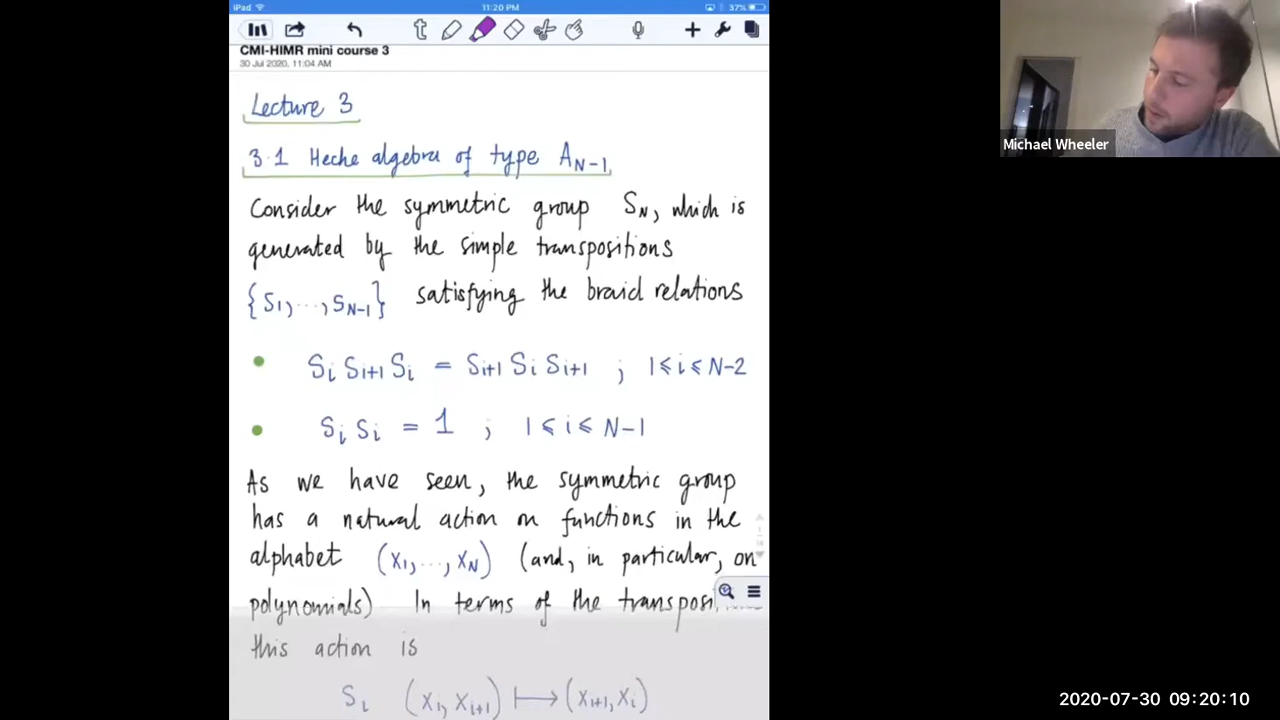 iPad
11:20 PM
37%
CMI-HIMR mini course 3
30 Jul 2020, 11:04 AM
Lecture 3
3.1 Hecke algebra of type A_{N-1}
Consider the symmetric group S_N, which is
generated by the simple transpositions
{S_1, ..., S_{N-1}} satisfying the braid relations
• S_i S_{i+1} S_i = S_{i+1} S_i S_{i+1} ; 1 ⩽ i ⩽ N-2
• S_i S_i = 1 ; 1 ⩽ i ⩽ N-1
As we have seen, the symmetric group
has a natural action on functions in the
alphabet (x_1, ..., x_N) (and, in particular, on
polynomials) In terms of the
this action is
S_i (x_i, x_{i+1}) ⟼ (x_{i+1}, x_i)
Michael Wheeler
2020-07-30 09:20:10